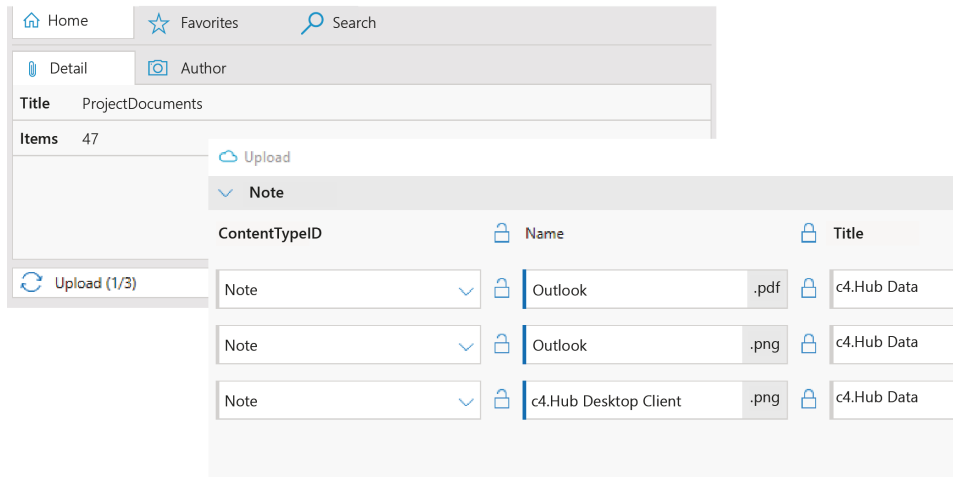 Home Favorites Search
Detail Author
Title ProjectDocuments
Items 47
Upload
Note
ContentTypeID Name Title
Upload (1/3)
Note Outlook .pdf c4.Hub Data
Note Outlook .png c4.Hub Data
Note c4.Hub Desktop Client .png c4.Hub Data